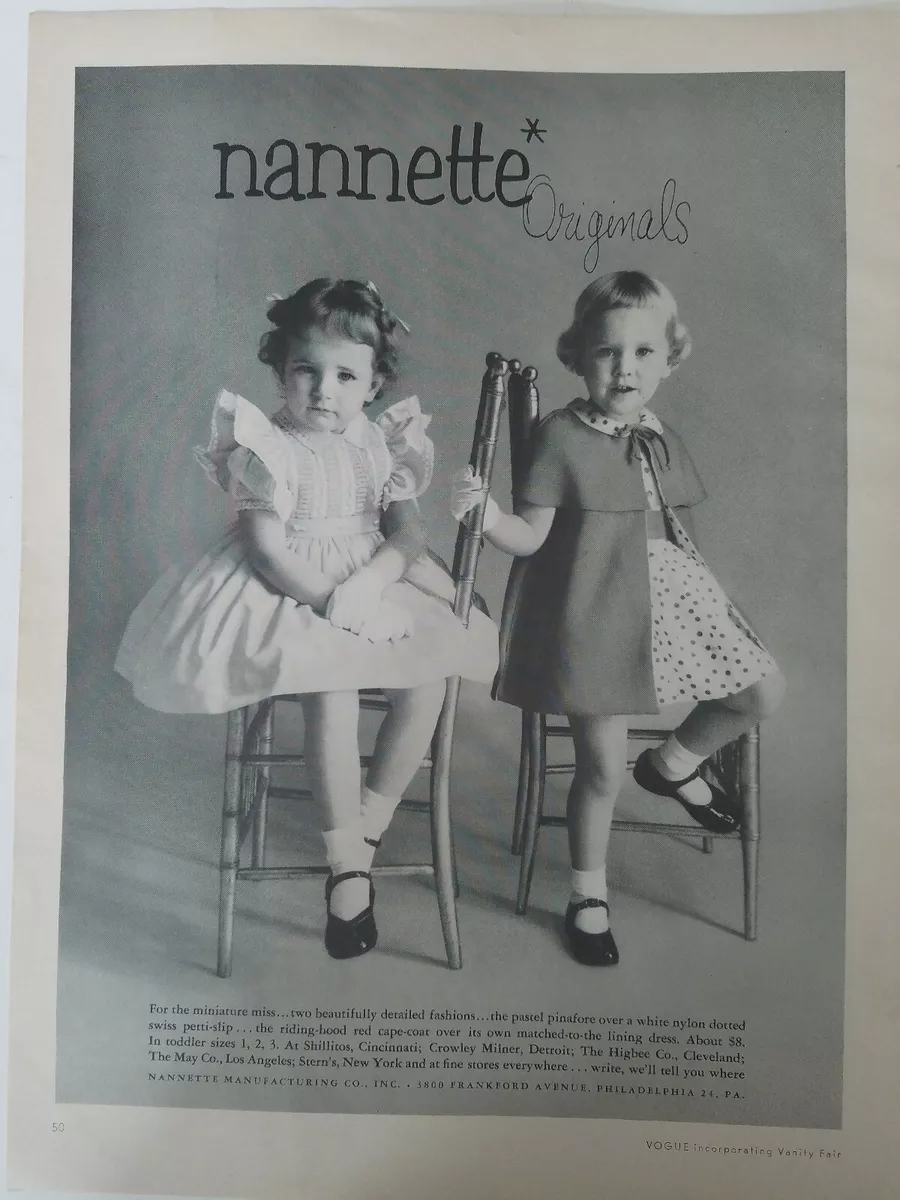 nannette*
Originals
For the miniature miss...two beautifully detailed fashions...the pastel pinafore over a white nylon dotted
swiss petti-slip ... the riding-hood red cape-coat over its own matched-to-the lining dress. About $8.
In toddler sizes 1, 2, 3. At Shillitos, Cincinnati; Crowley Milner, Detroit; The Higbee Co., Cleveland;
The May Co., Los Angeles; Stern's, New York and at fine stores everywhere ... write, we'll tell you where
NANNETTE MANUFACTURING CO., INC. • 3800 FRANKFORD AVENUE, PHILADELPHIA 24, PA.
50
VOGUE incorporating Vanity Fair